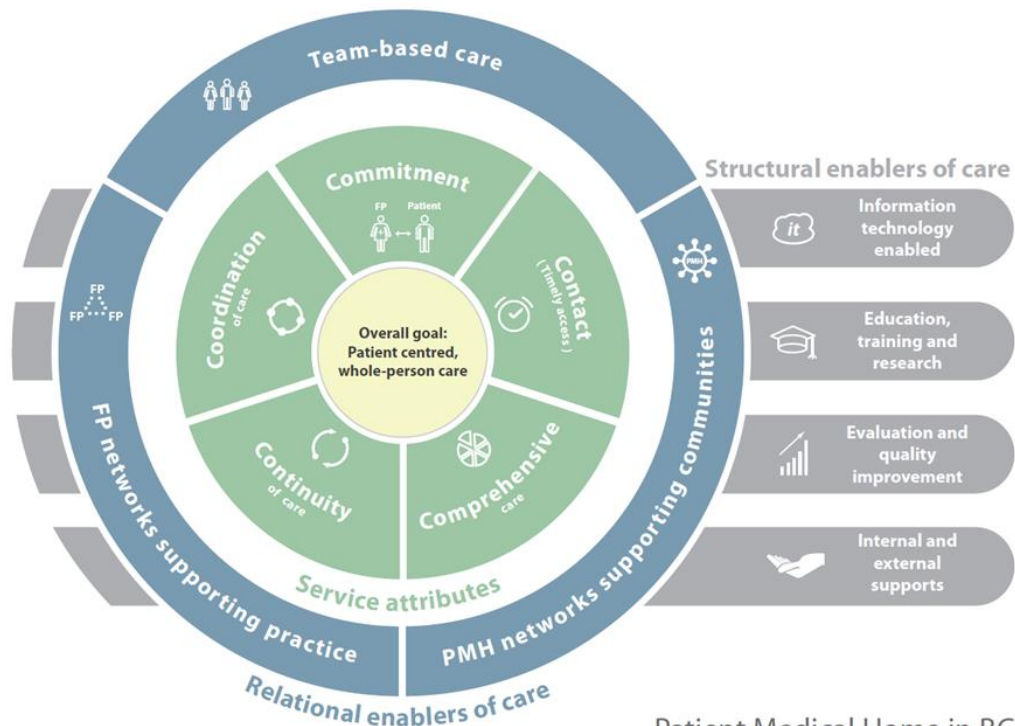 Team-based care
Structural enablers of care
Commitment
FP Patient
Coordination
of care
Contact
(Timely access)
Overall goal:
Patient centred,
whole-person care
Continuity
of care
Comprehensive
care
Service attributes
FP
FP FP
FP networks supporting practice
PMH
PMH networks supporting communities
Relational enablers of care
it
Information
technology
enabled
Education,
training and
research
Evaluation and
quality
improvement
Internal and
external
supports
Patient Medical Home in BC